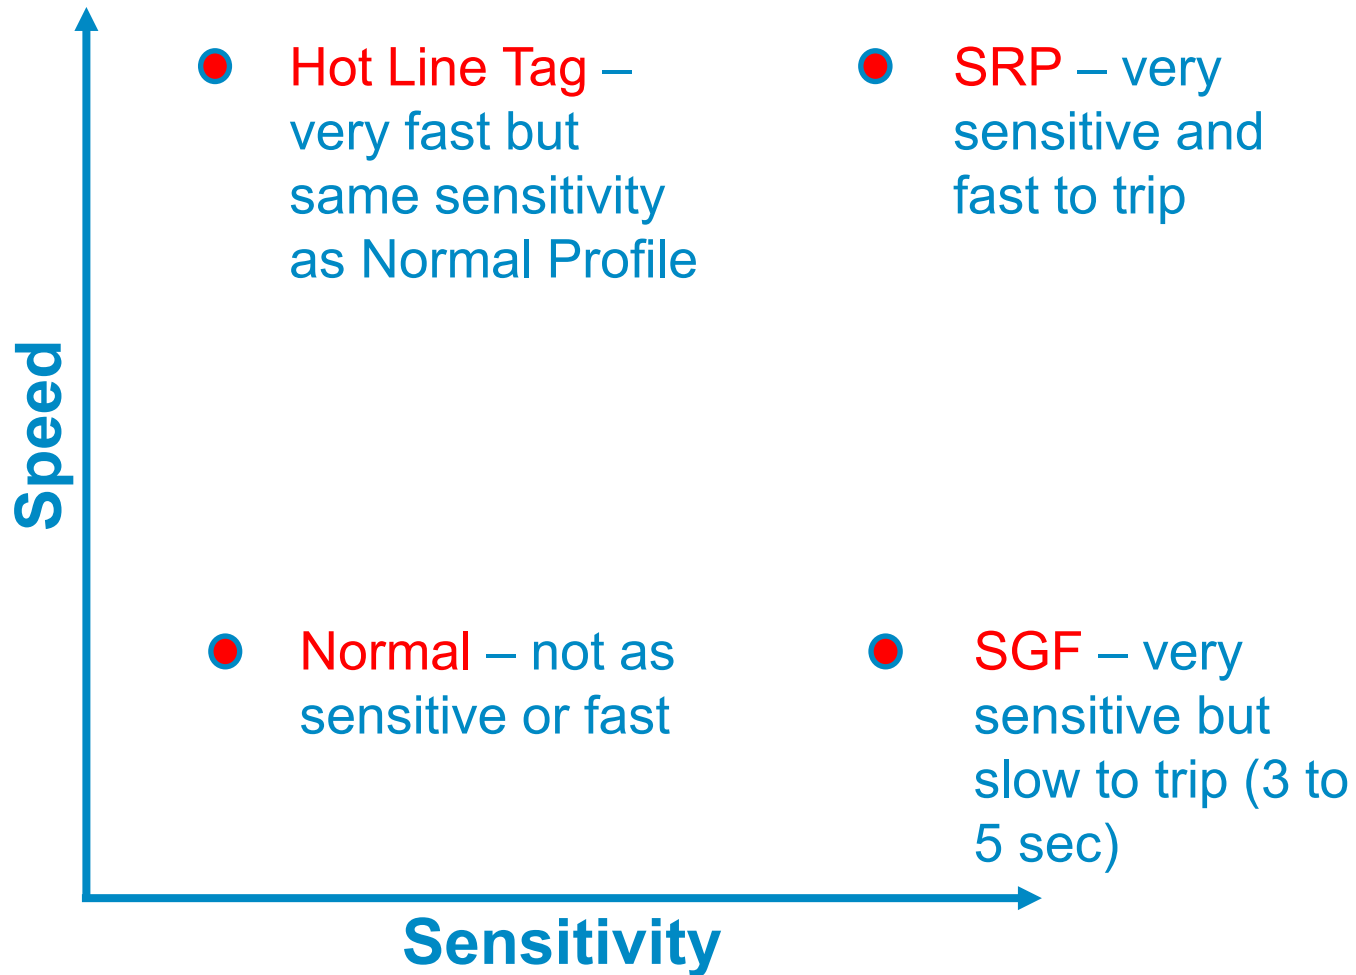 Speed
Hot Line Tag –
very fast but
same sensitivity
as Normal Profile
SRP – very
sensitive and
fast to trip
Normal – not as
sensitive or fast
SGF – very
sensitive but
slow to trip (3 to
5 sec)
Sensitivity